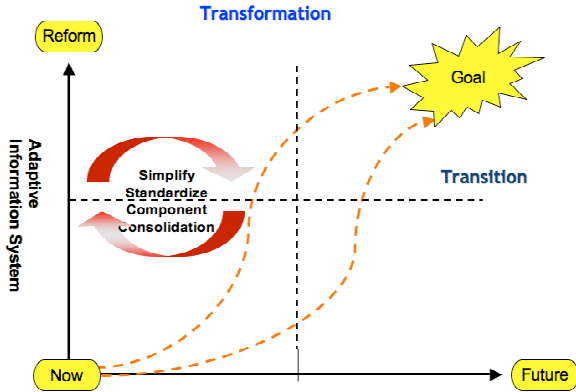 Transformation
Reform
Goal
Adaptive
Information System
Simplify
Standardize
Component
Consolidation
Transition
Now
Future